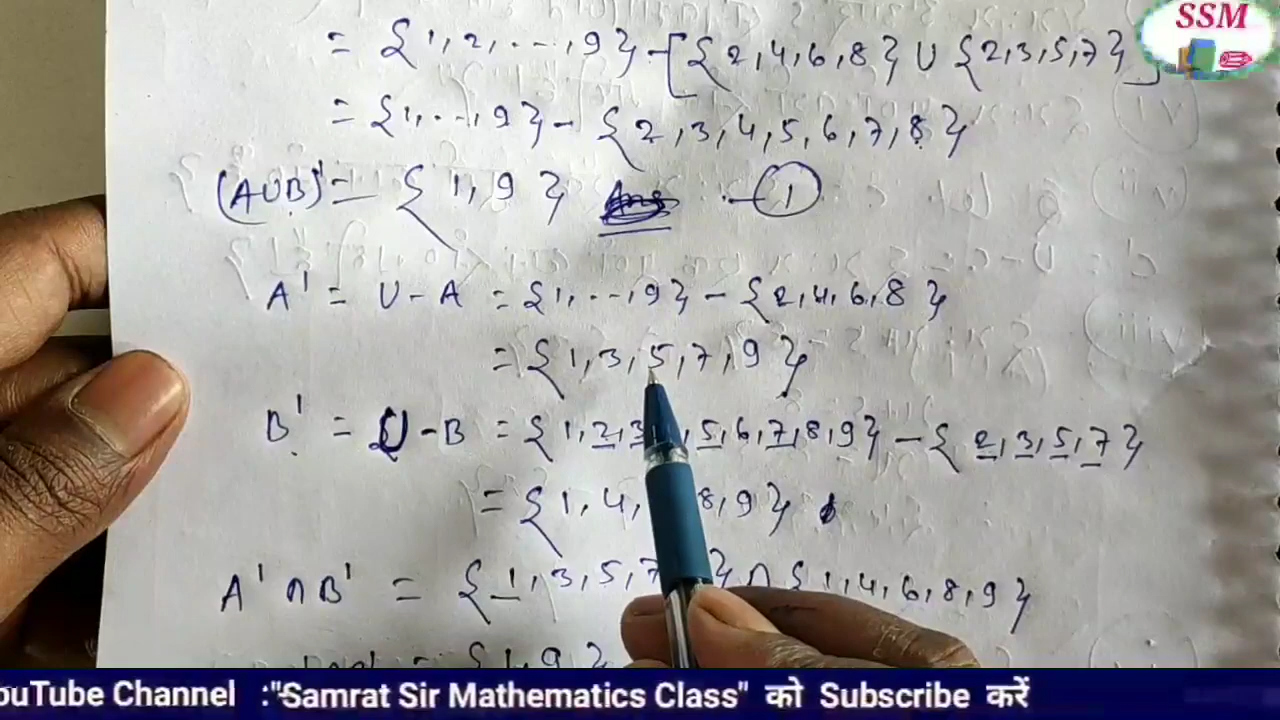 SSM
= {1,2,...,9} - [{2,4,6,8} ∪ {2,3,5,7}]
= {1,...,9} - {2,3,4,5,6,7,8}
(A∪B)' = {1,9} — (1)
A' = U - A = {1,...,9} - {2,4,6,8}
= {1,3,5,7,9}
B' = U - B = {1,2,3, ,5,6,7,8,9} - {2,3,5,7}
= {1,4, 8,9}
A' ∩ B' = {1,3,5,7 } ∩ {1,4,6,8,9}
= {1,9}
ouTube Channel :"Samrat Sir Mathematics Class" को Subscribe करें